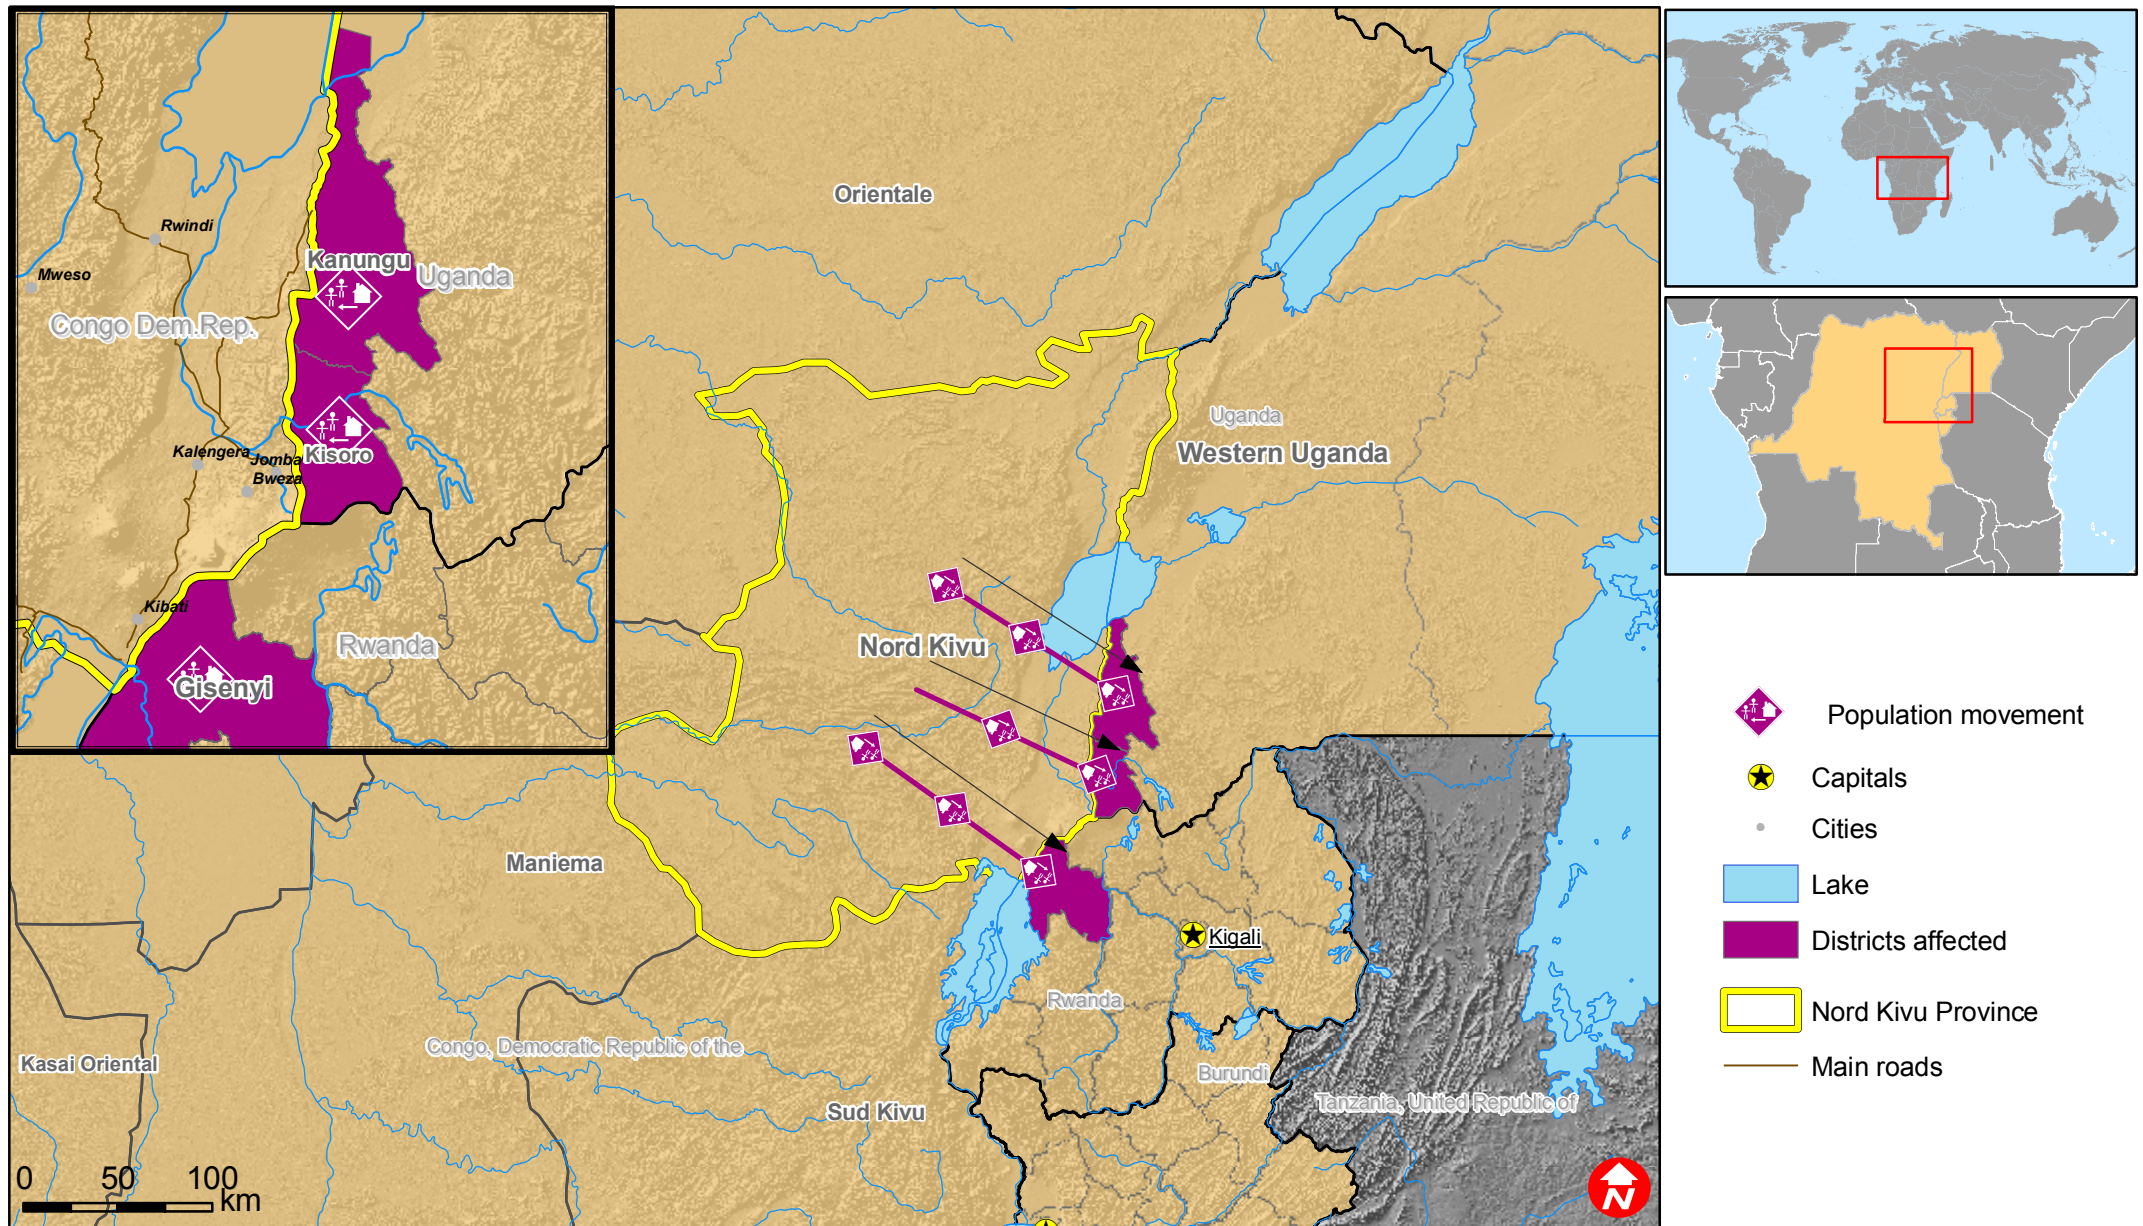 Rwindi
Mweso
Kanungu
Uganda
Congo Dem.Rep.
Kalengera
Jomba
Kisoro
Bweza
Kibati
Rwanda
Gisenyi
Orientale
Uganda
Western Uganda
Nord Kivu
Maniema
Kigali
Rwanda
Congo, Democratic Republic of the
Kasai Oriental
Burundi
Sud Kivu
Tanzania, United Republic of
0 50 100
km
N
Population movement
Capitals
Cities
Lake
Districts affected
Nord Kivu Province
Main roads